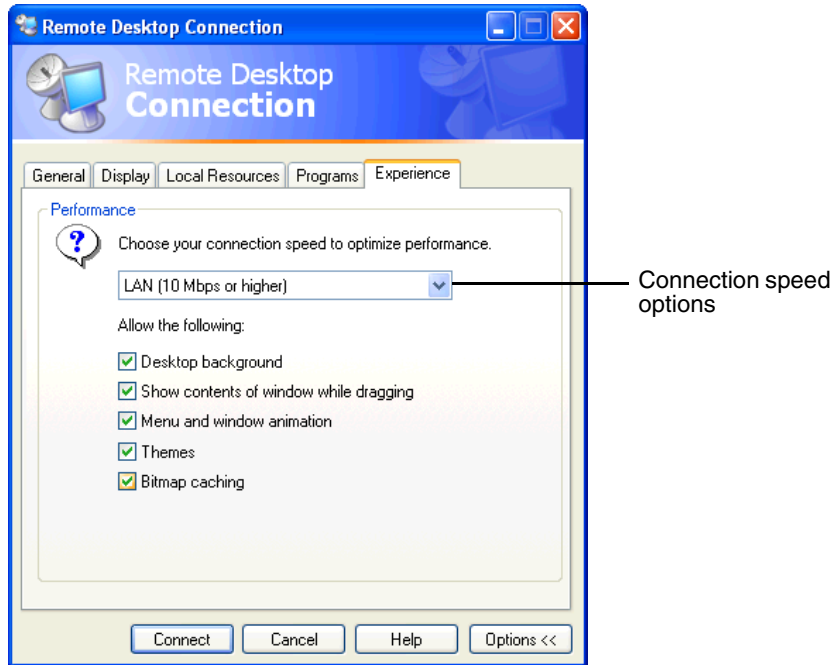 Remote Desktop Connection
Remote Desktop
Connection
General Display Local Resources Programs Experience
Performance
Choose your connection speed to optimize performance.
LAN (10 Mbps or higher)
Connection speed
options
Allow the following:
Desktop background
Show contents of window while dragging
Menu and window animation
Themes
Bitmap caching
Connect Cancel Help Options <<